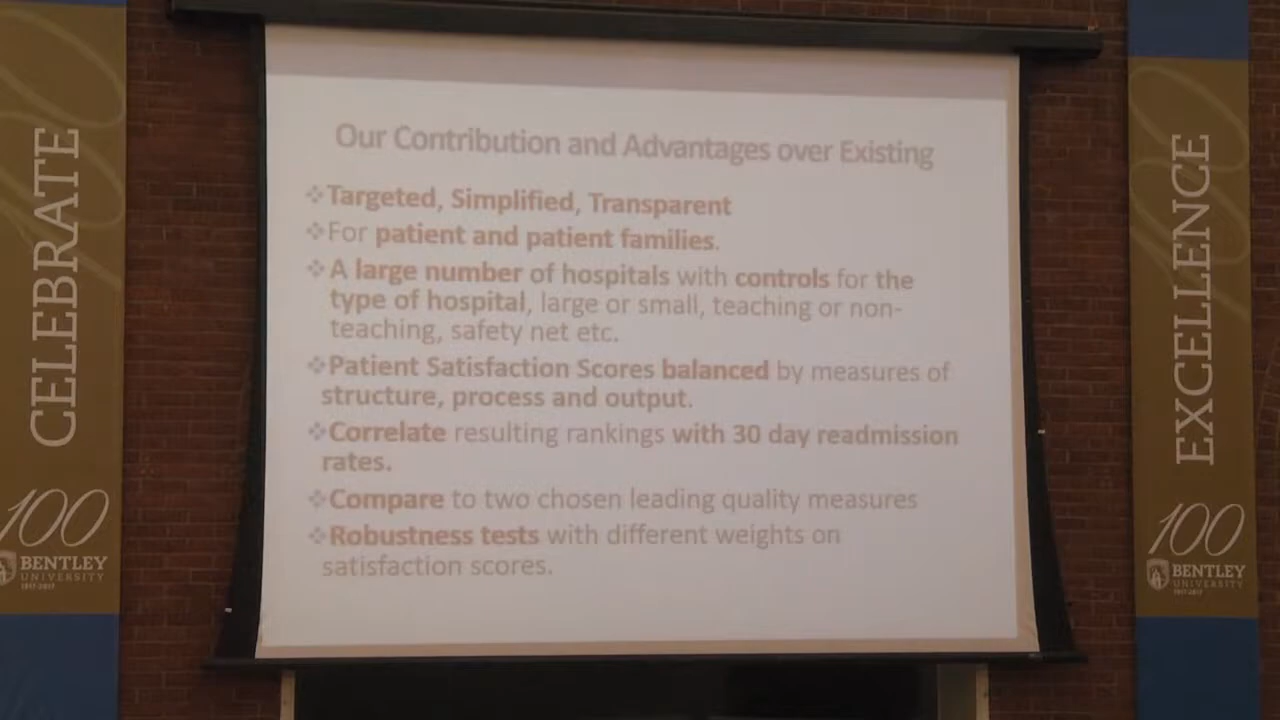 CELEBRATE
100
BENTLEY
UNIVERSITY
1917-2017
Our Contribution and Advantages over Existing
❖Targeted, Simplified, Transparent
❖For patient and patient families.
❖A large number of hospitals with controls for the
type of hospital, large or small, teaching or non-
teaching, safety net etc.
❖Patient Satisfaction Scores balanced by measures of
structure, process and output.
❖Correlate resulting rankings with 30 day readmission
rates.
❖Compare to two chosen leading quality measures
❖Robustness tests with different weights on
satisfaction scores.
EXCELLENCE
100
BENTLEY
UNIVERSITY
1917-2017